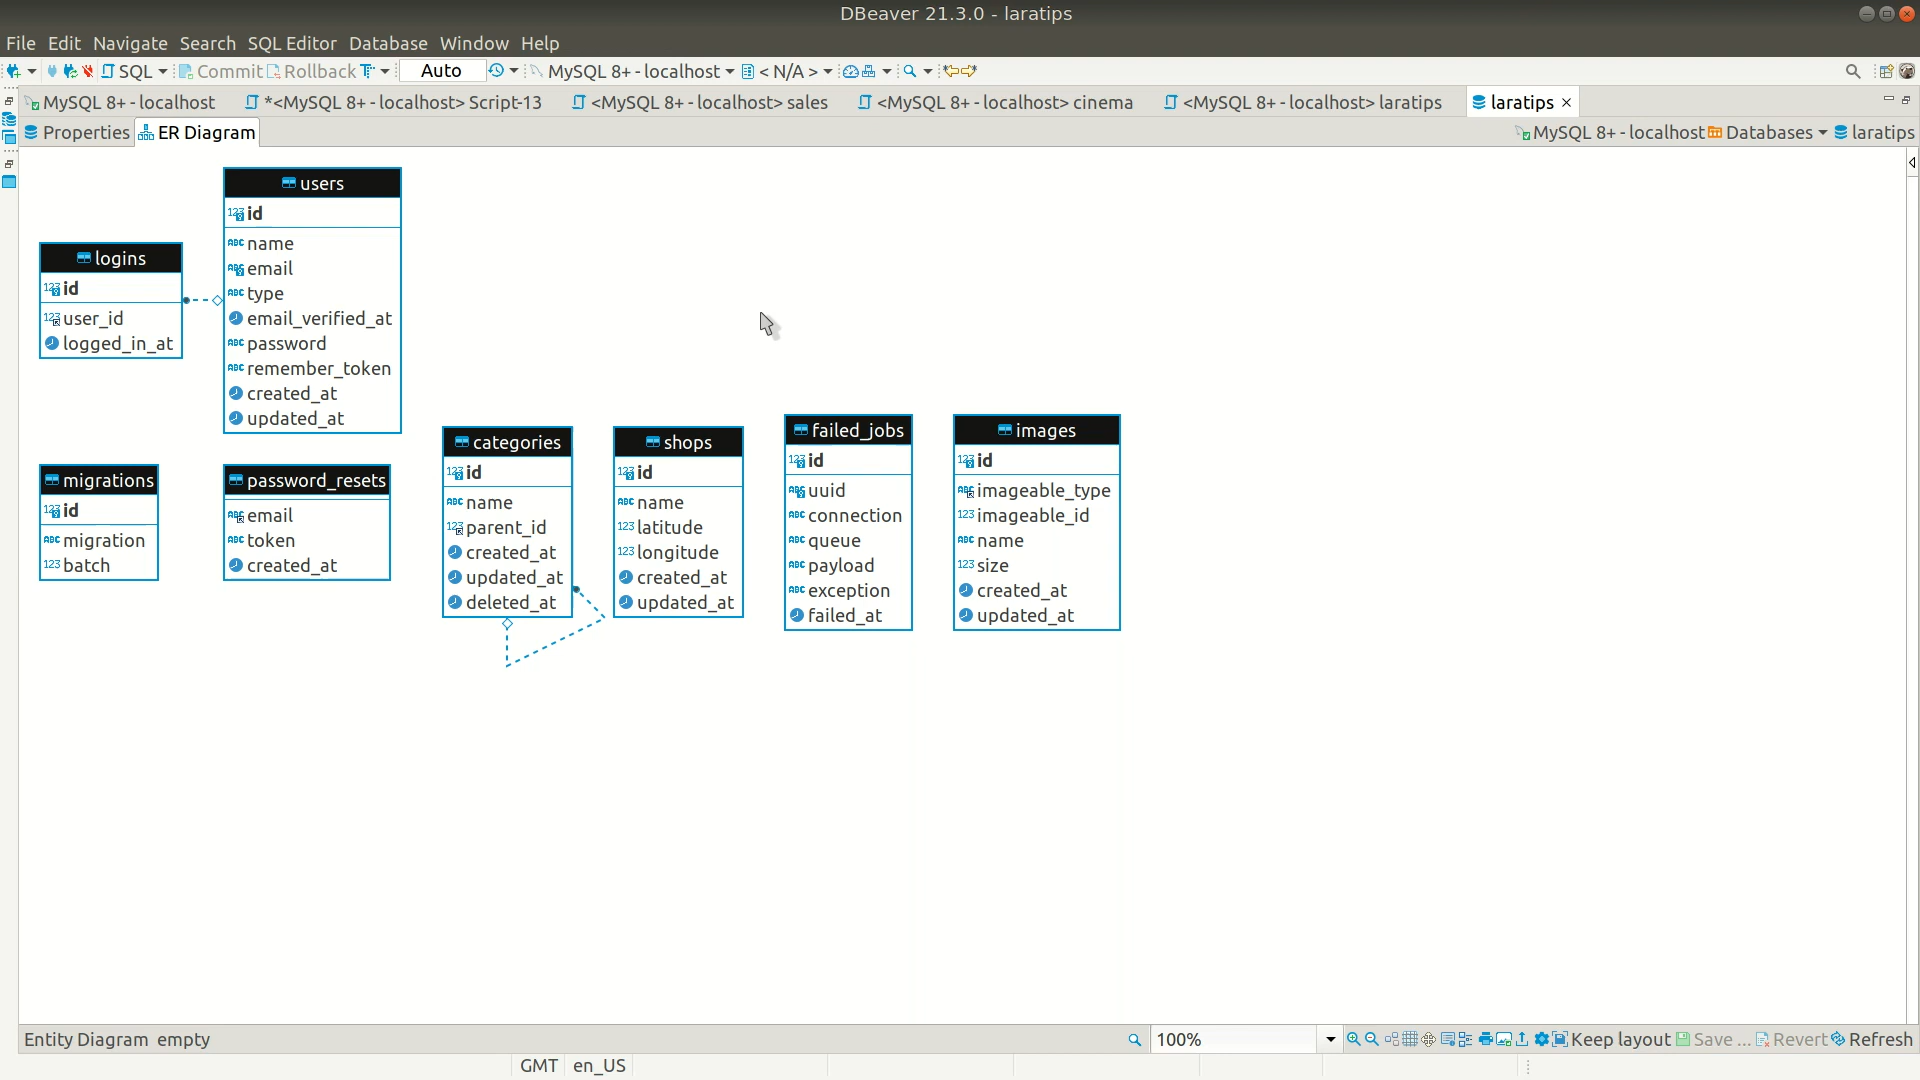 DBeaver 21.3.0 - laratips
File Edit Navigate Search SQL Editor Database Window Help
SQL Commit Rollback Auto MySQL 8+ - localhost < N/A >
MySQL 8+ - localhost *<MySQL 8+ - localhost> Script-13 <MySQL 8+ - localhost> sales <MySQL 8+ - localhost> cinema <MySQL 8+ - localhost> laratips laratips
Properties ER Diagram MySQL 8+ - localhost Databases laratips
users
id
name
email
type
email_verified_at
password
remember_token
created_at
updated_at
logins
id
user_id
logged_in_at
migrations
id
migration
batch
password_resets
email
token
created_at
categories
id
name
parent_id
created_at
updated_at
deleted_at
shops
id
name
latitude
longitude
created_at
updated_at
failed_jobs
id
uuid
connection
queue
payload
exception
failed_at
images
id
imageable_type
imageable_id
name
size
created_at
updated_at
Entity Diagram empty 100% Keep layout Save ... Revert Refresh
GMT en_US